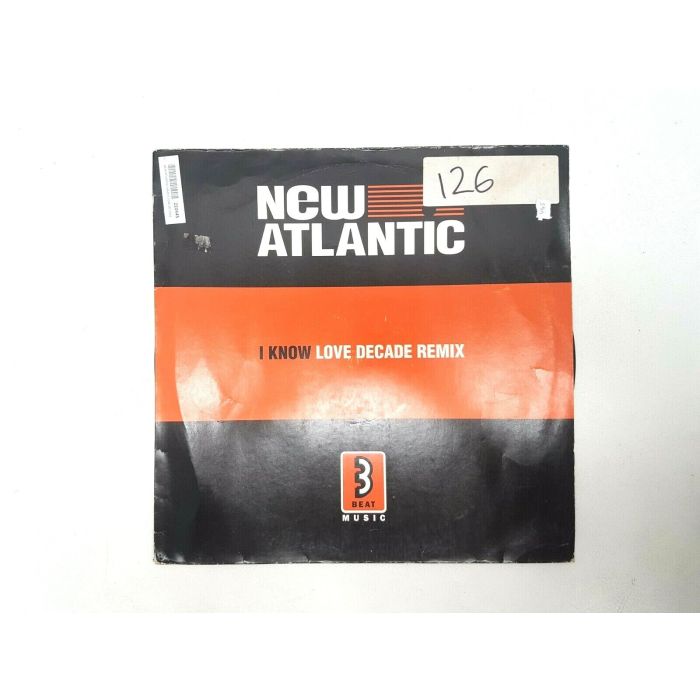 126
NEW
ATLANTIC
I KNOW LOVE DECADE REMIX
3
BEAT
MUSIC